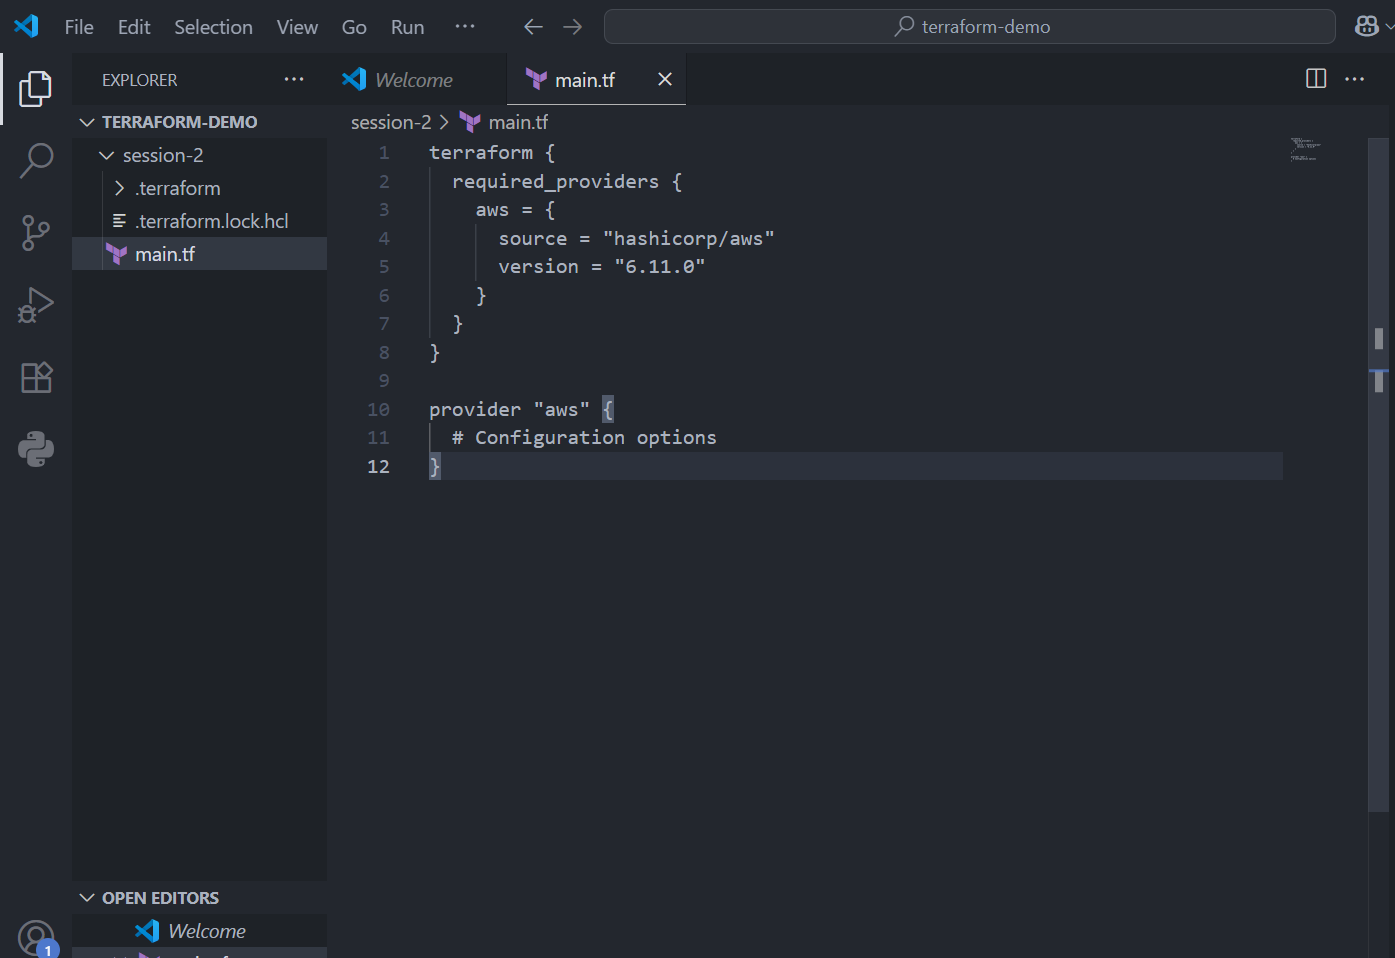 File Edit Selection View Go Run ···
terraform-demo
EXPLORER ···
Welcome
main.tf
TERRAFORM-DEMO
session-2
.terraform
.terraform.lock.hcl
main.tf
session-2 > main.tf
1 terraform {
2   required_providers {
3     aws = {
4       source = "hashicorp/aws"
5       version = "6.11.0"
6     }
7   }
8 }
9
10 provider "aws" {
11   # Configuration options
12 }
OPEN EDITORS
Welcome
1